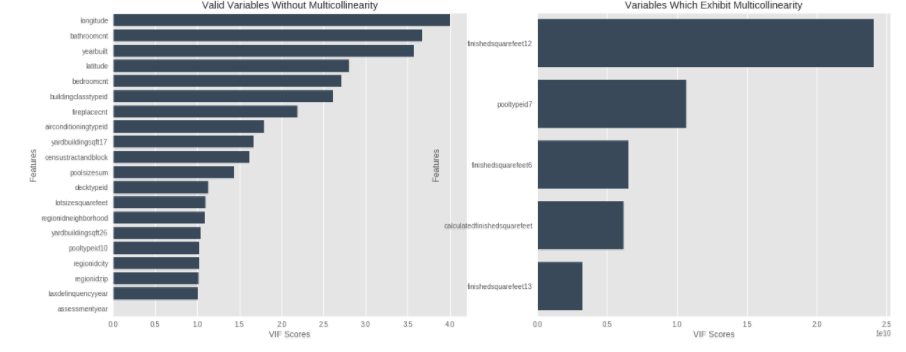 Valid Variables Without Multicollinearity
longitude
bathroomcnt
yearbuilt
latitude
bedroomcnt
buildingclasstypeid
fireplacecnt
airconditioningtypeid
yardbuildingsqft17
censustractandblock
poolsizesum
decktypeid
lotsizesquarefeet
regionidneighborhood
yardbuildingsqft26
pooltypeid10
regionidcity
regionidzip
taxdelinquencyyear
assessmentyear
Features
0.0 0.5 1.0 1.5 2.0 2.5 3.0 3.5 4.0
VIF Scores
Variables Which Exhibit Multicollinearity
finishedsquarefeet12
pooltypeid7
finishedsquarefeet6
calculatedfinishedsquarefeet
finishedsquarefeet13
Features
0.0 0.5 1.0 1.5 2.0 2.5
1e10
VIF Scores